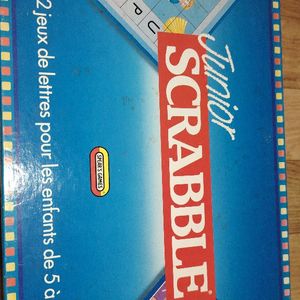 Junior
SCRABBLE
SPEAR'S GAMES
2 jeux de lettres pour les enfants de 5 à
U
P